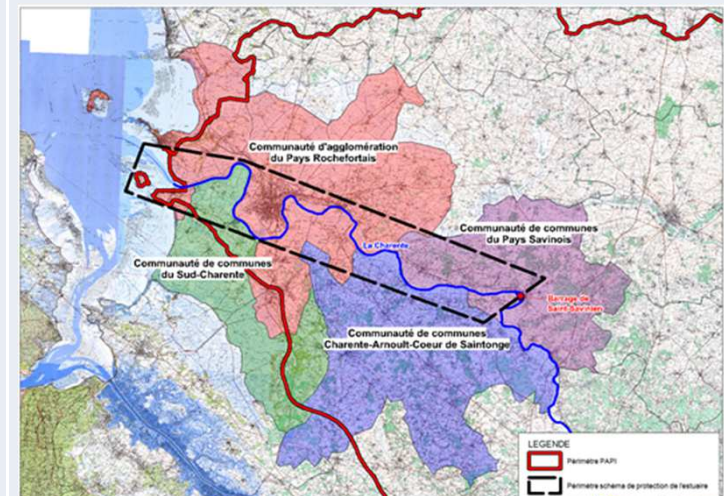 Communauté d'agglomération
du Pays Rochefortais
Communauté de communes
du Pays Savinois
La Charente
Communauté de communes
du Sud-Charente
Barrage de
Saint-Savinien
Communauté de communes
Charente-Arnoult-Coeur de Saintonge
LEGENDE
Périmètre PAPI
Périmètre schéma de protection de l'estuaire